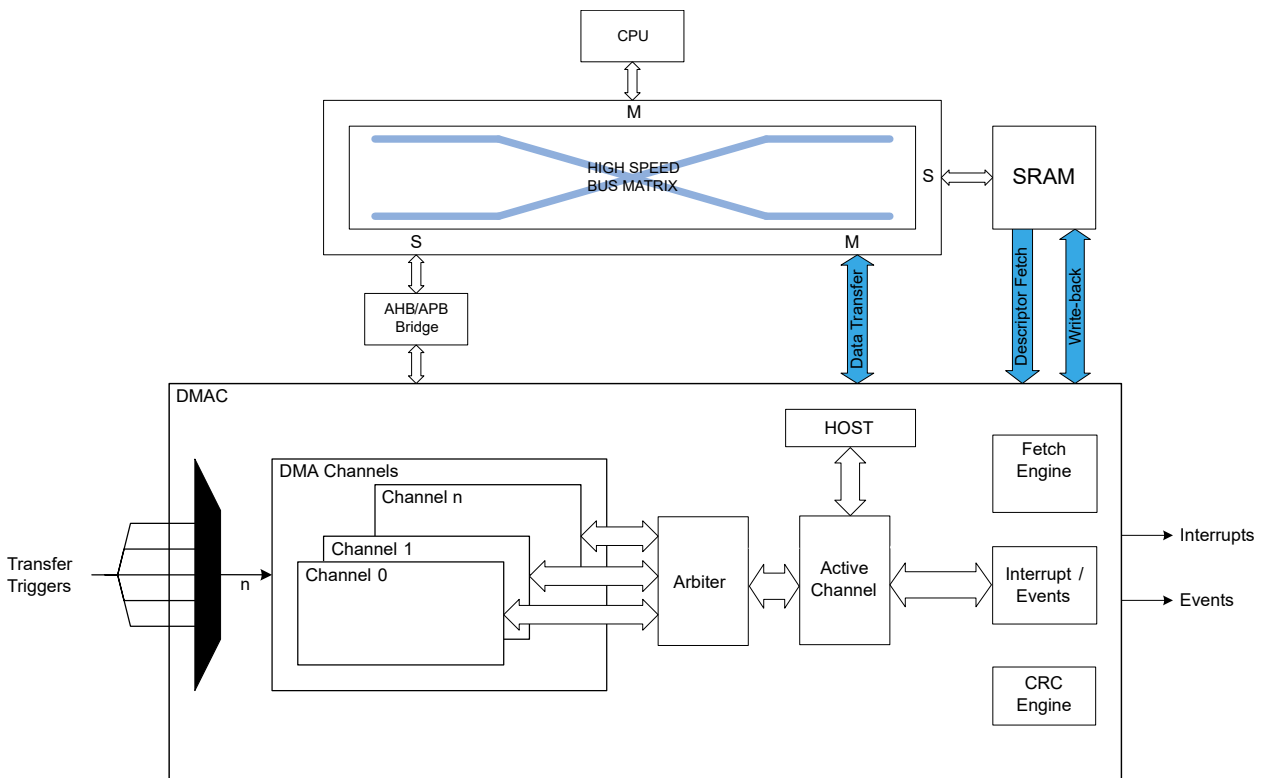 CPU
M
HIGH SPEED
BUS MATRIX
S
SRAM
S
M
AHB/APB
Bridge
Data Transfer
Descriptor Fetch
Write-back
DMAC
HOST
Fetch
Engine
DMA Channels
Channel n
Channel 1
Channel 0
Transfer
Triggers
n
Arbiter
Active
Channel
Interrupt /
Events
Interrupts
Events
CRC
Engine